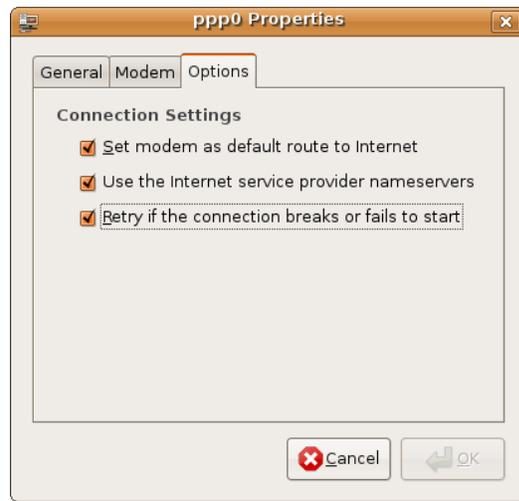 ppp0 Properties
General Modem Options
Connection Settings
Set modem as default route to Internet
Use the Internet service provider nameservers
Retry if the connection breaks or fails to start
Cancel OK